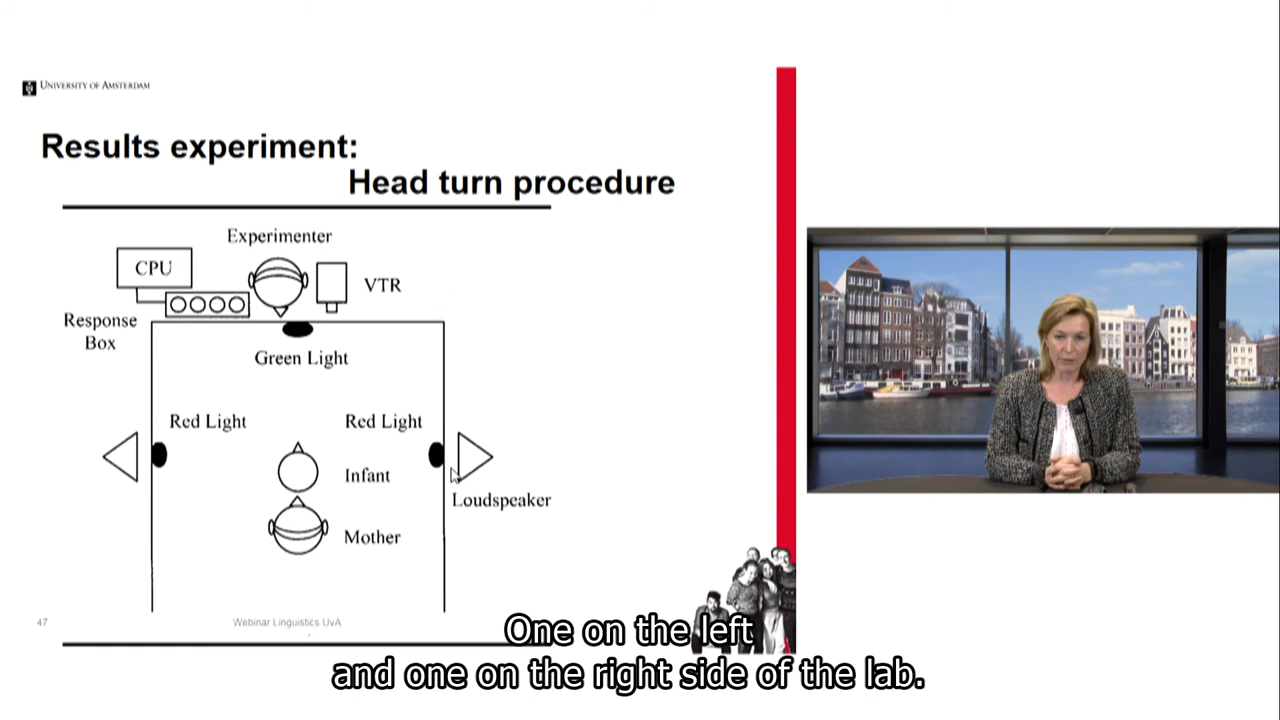 UNIVERSITY OF AMSTERDAM
Results experiment:
Head turn procedure
Experimenter
CPU
VTR
Response
Box
Green Light
Red Light
Red Light
Infant
Loudspeaker
Mother
47
Webinar Linguistics UvA
One on the left
and one on the right side of the lab.